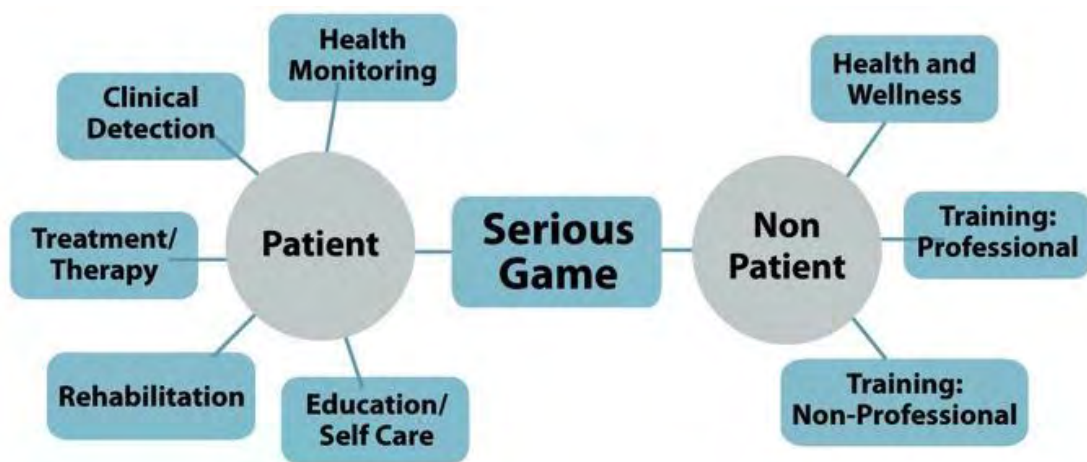 Health
Monitoring
Clinical
Detection
Treatment/
Therapy
Rehabilitation
Education/
Self Care
Patient
Serious
Game
Non
Patient
Health and
Wellness
Training:
Professional
Training:
Non-Professional